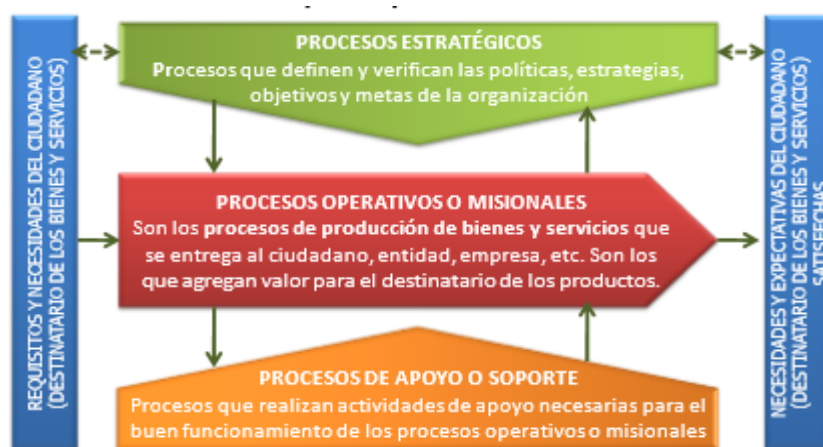 REQUISITOS Y NECESIDADES DEL CIUDADANO
(DESTINATARIO DE LOS BIENES Y SERVICIOS)
PROCESOS ESTRATÉGICOS
Procesos que definen y verifican las políticas, estrategias,
objetivos y metas de la organización
PROCESOS OPERATIVOS O MISIONALES
Son los procesos de producción de bienes y servicios que
se entrega al ciudadano, entidad, empresa, etc. Son los
que agregan valor para el destinatario de los productos.
PROCESOS DE APOYO O SOPORTE
Procesos que realizan actividades de apoyo necesarias para el
buen funcionamiento de los procesos operativos o misionales
NECESIDADES Y EXPECTATIVAS DEL CIUDADANO
(DESTINATARIO DE LOS BIENES Y SERVICIOS)
SATISFECHAS